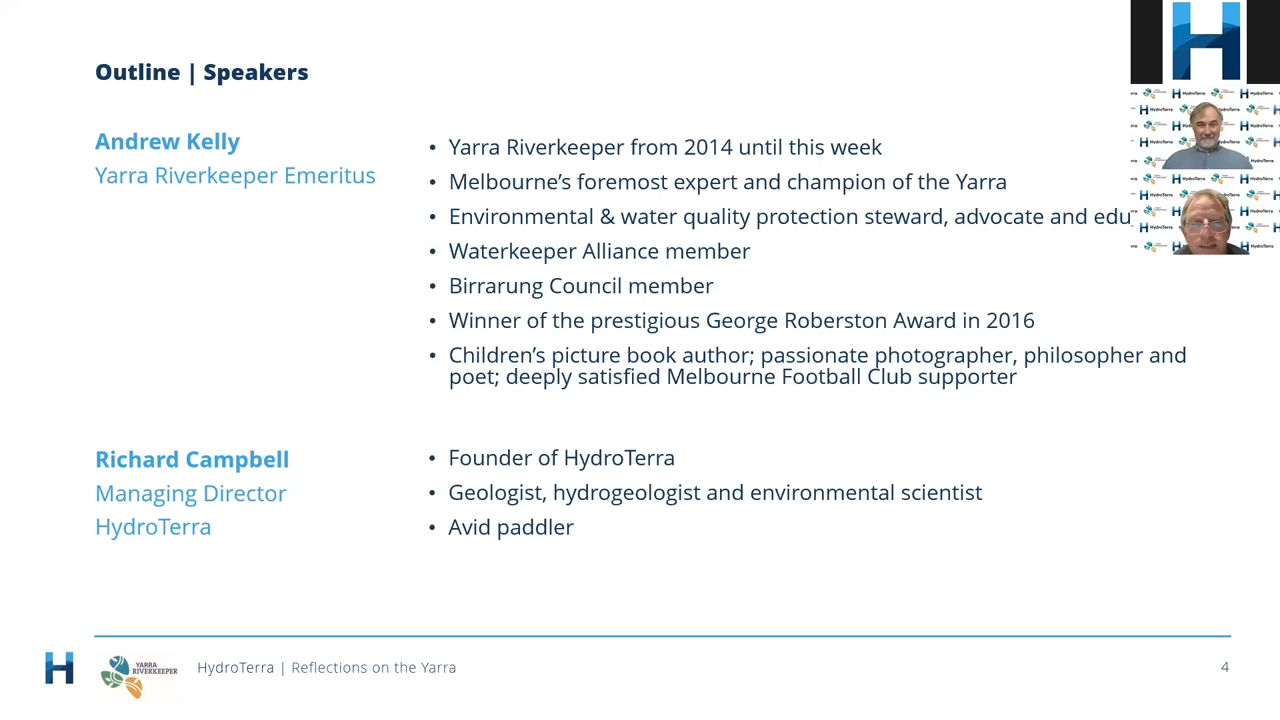 Outline | Speakers
Andrew Kelly
Yarra Riverkeeper Emeritus
• Yarra Riverkeeper from 2014 until this week
• Melbourne’s foremost expert and champion of the Yarra
• Environmental & water quality protection steward, advocate and edu
• Waterkeeper Alliance member
• Birrarung Council member
• Winner of the prestigious George Roberston Award in 2016
• Children’s picture book author; passionate photographer, philosopher and
poet; deeply satisfied Melbourne Football Club supporter
Richard Campbell
Managing Director
HydroTerra
• Founder of HydroTerra
• Geologist, hydrogeologist and environmental scientist
• Avid paddler
H
YARRA
RIVERKEEPER
HydroTerra | Reflections on the Yarra
4
H
HydroTerra